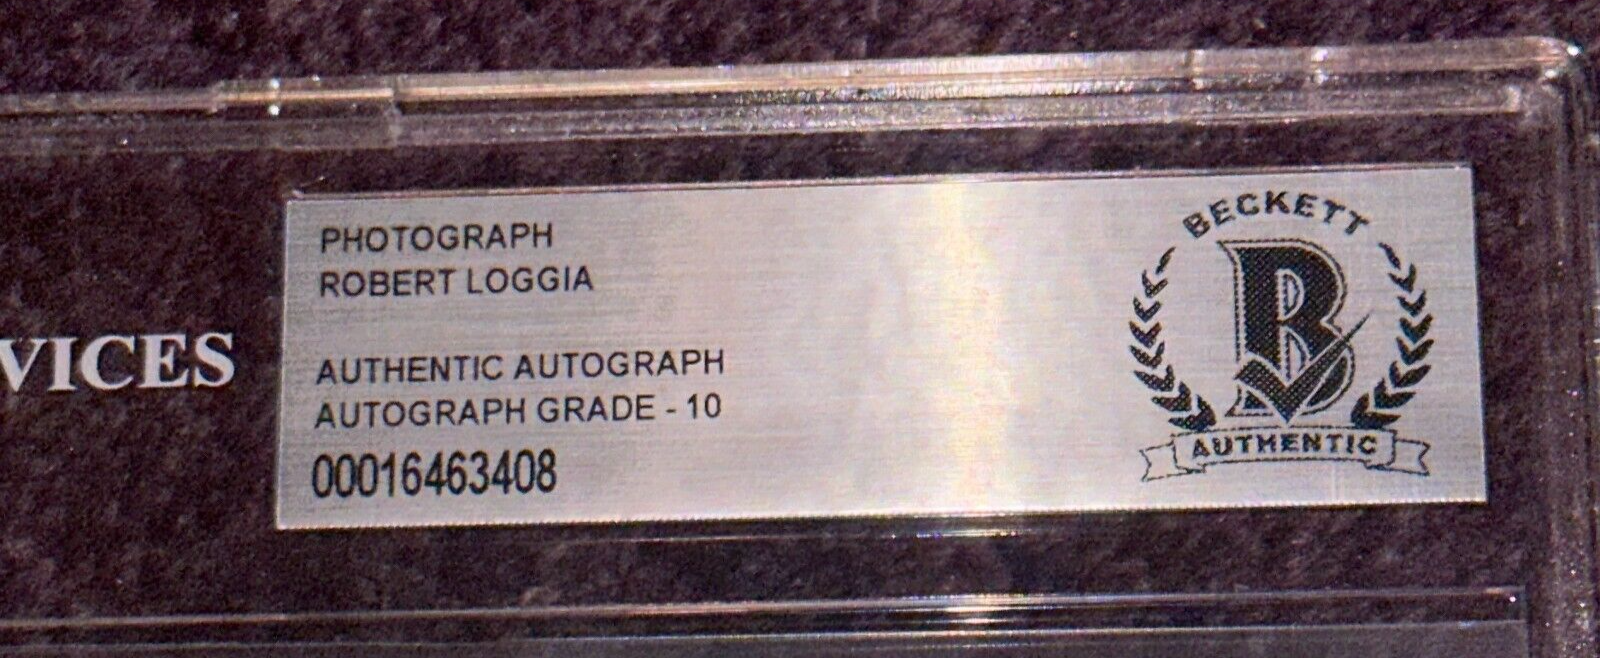 VICES
PHOTOGRAPH
ROBERT LOGGIA
AUTHENTIC AUTOGRAPH
AUTOGRAPH GRADE - 10
00016463408
BECKETT
B
AUTHENTIC